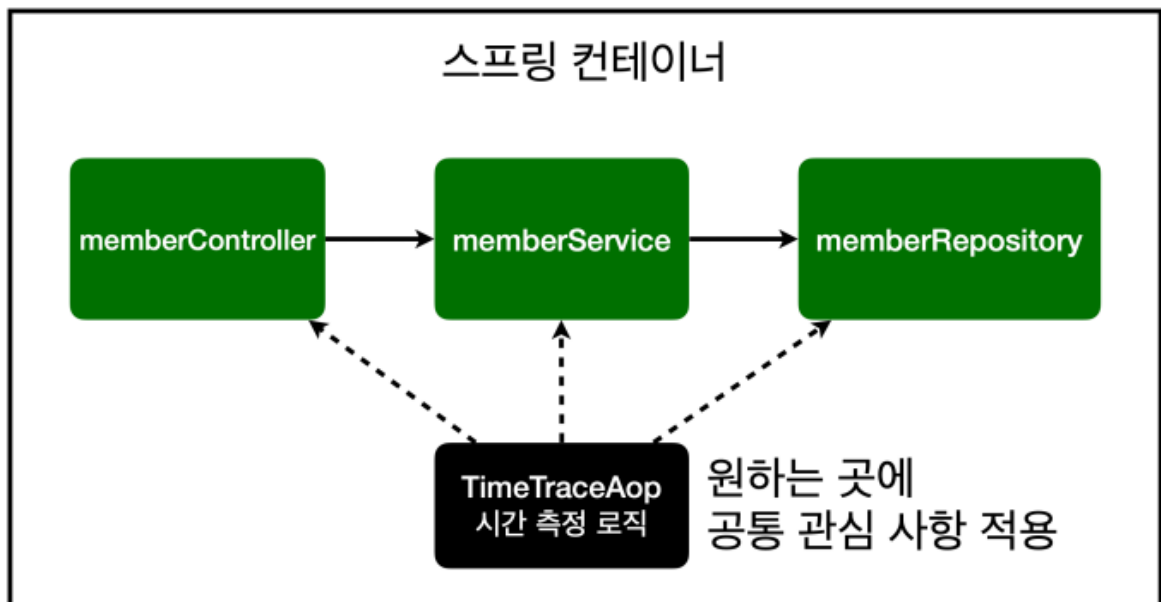 스프링 컨테이너
memberController
memberService
memberRepository
TimeTraceAop
시간 측정 로직
원하는 곳에
공통 관심 사항 적용